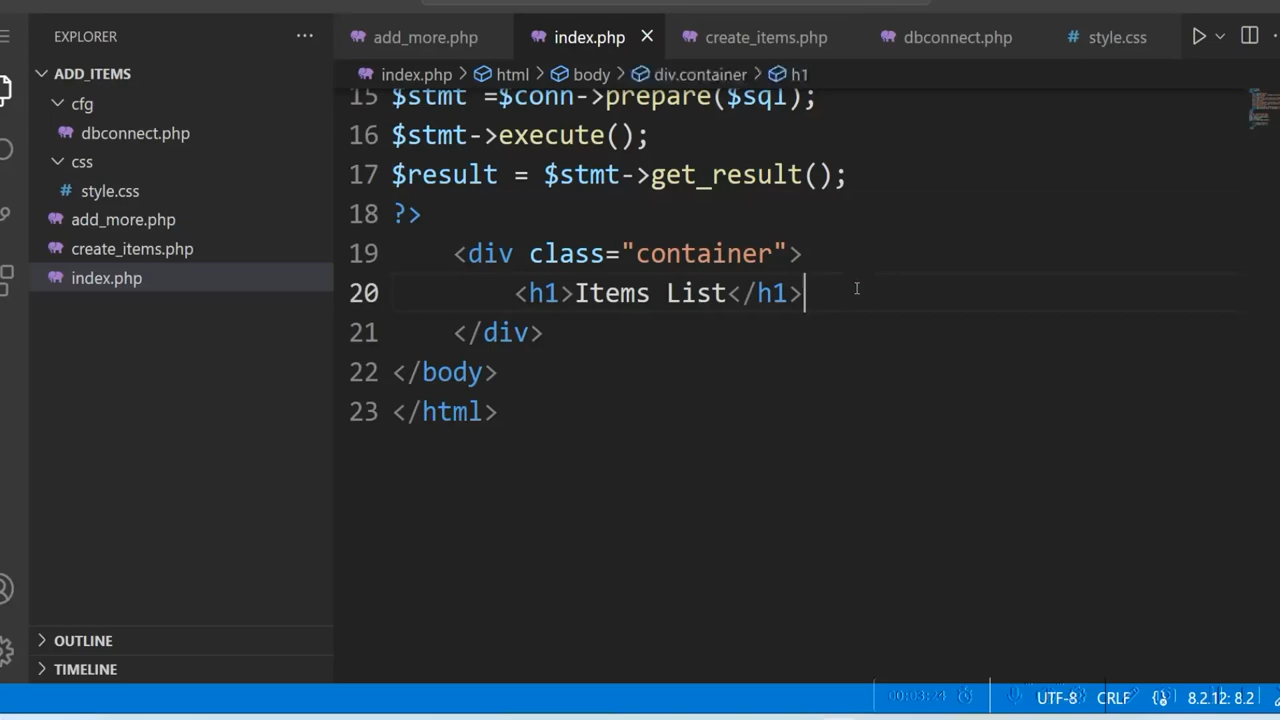 EXPLORER
ADD_ITEMS
cfg
dbconnect.php
css
# style.css
add_more.php
create_items.php
index.php
OUTLINE
TIMELINE
add_more.php index.php × create_items.php dbconnect.php # style.css
index.php > html > body > div.container > h1
15 $stmt =$conn->prepare($sql);
16 $stmt->execute();
17 $result = $stmt->get_result();
18 ?>
19 <div class="container">
20 <h1>Items List</h1>
21 </div>
22 </body>
23 </html>
00:03:24 UTF-8 CRLF 8.2.12: 8.2